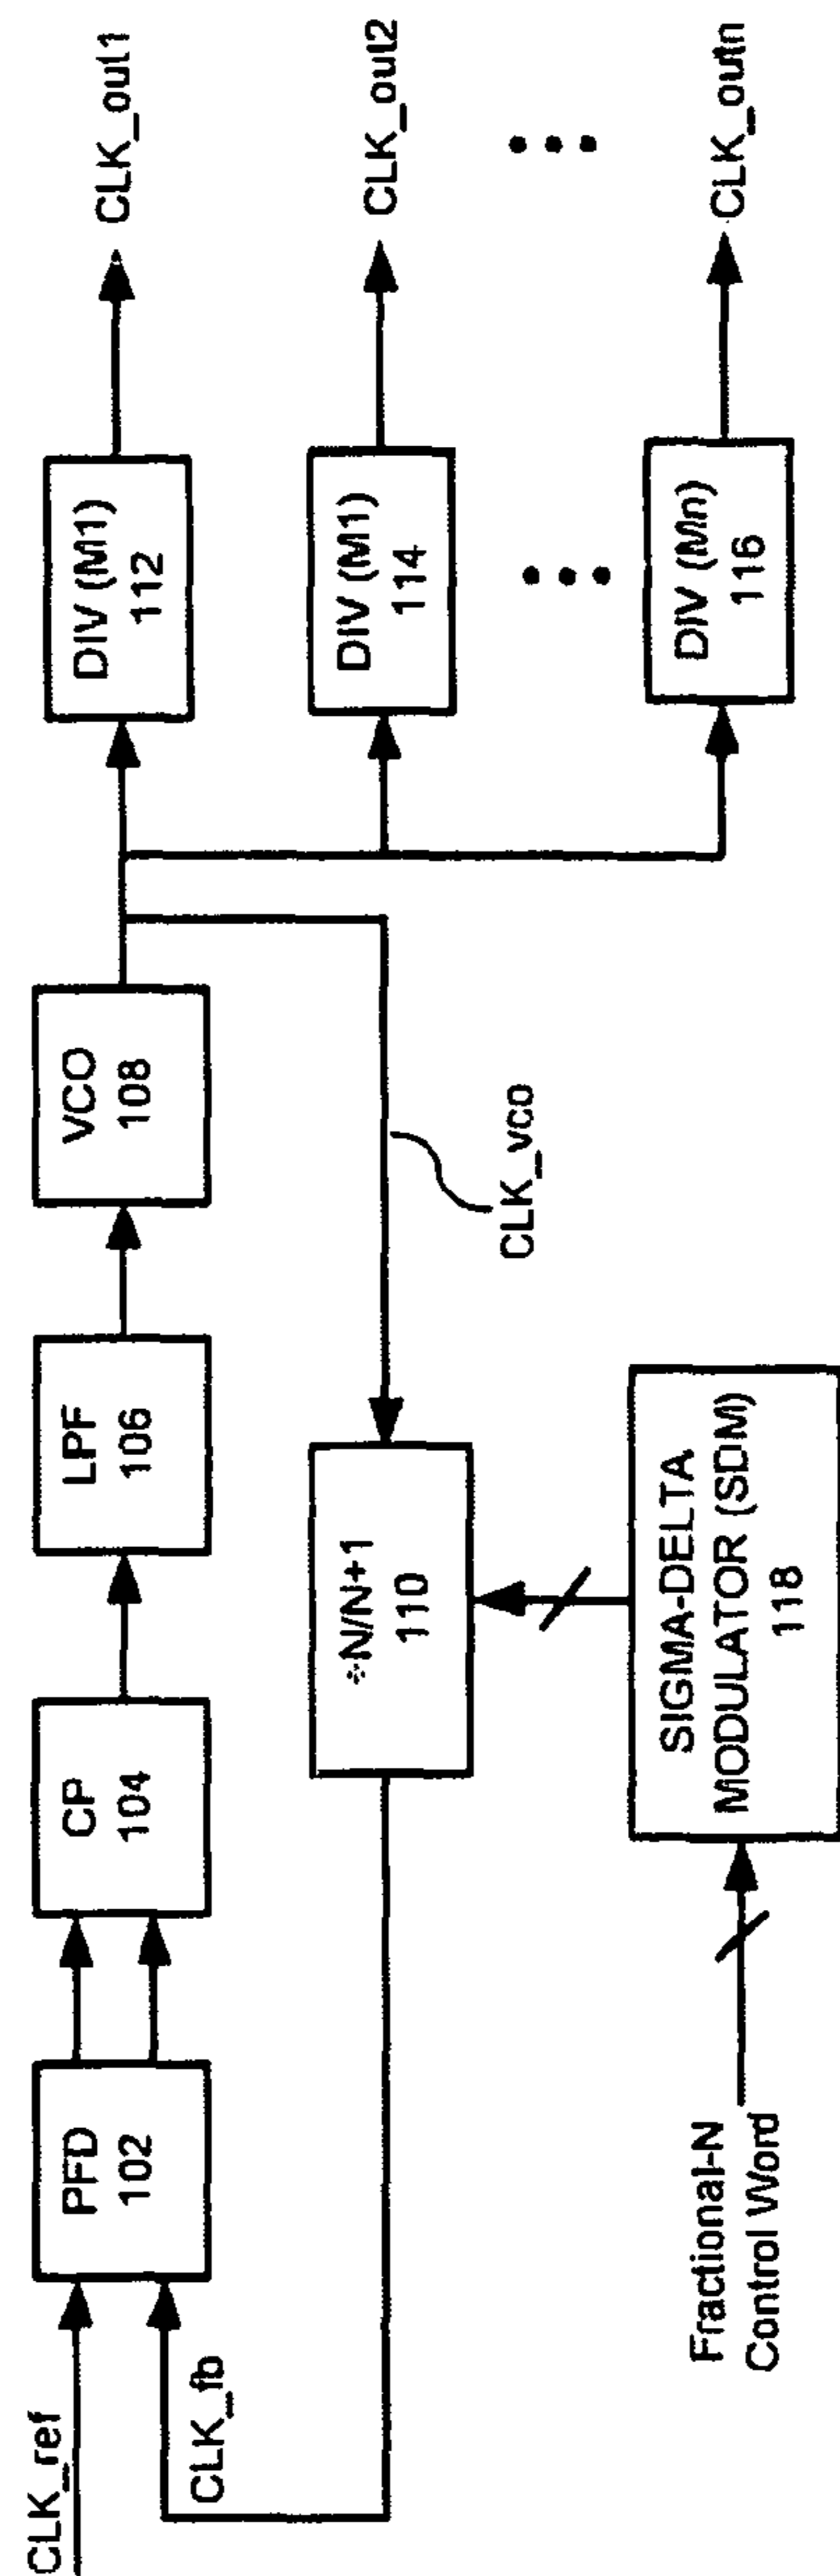 CLK_ref
PFD
102
CP
104
LPF
106
VCO
108
DIV (M1)
112
CLK_out1
CLK_fb
÷N/N+1
110
CLK_vco
DIV (M1)
114
CLK_out2
DIV (Mn)
116
CLK_outn
Fractional-N
Control Word
SIGMA-DELTA
MODULATOR (SDM)
118